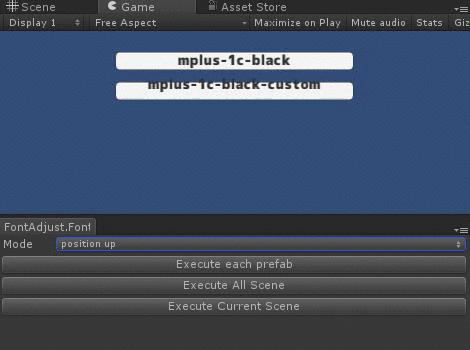 Scene Game Asset Store
Display 1 Free Aspect Maximize on Play Mute audio Stats Giz
mplus-1c-black
mplus-1c-black-custom
FontAdjust.Font
Mode position up
Execute each prefab
Execute All Scene
Execute Current Scene